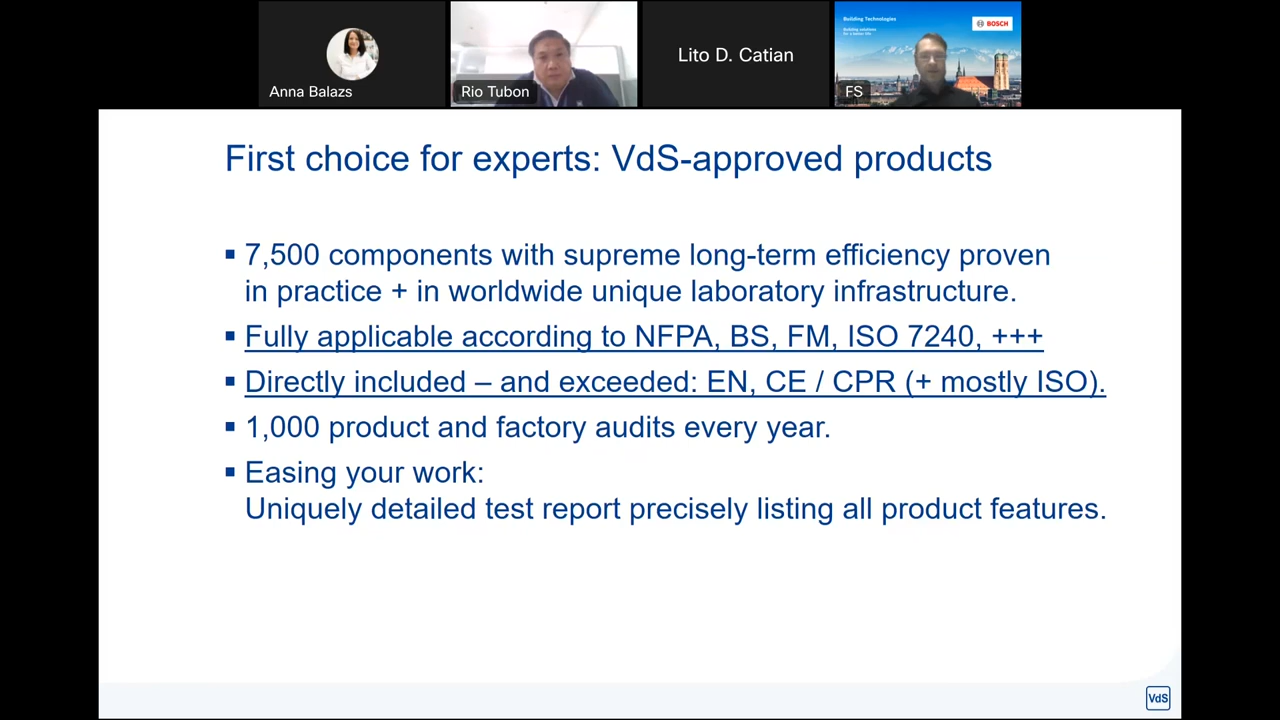 Building Technologies
Building solutions
for a better life
BOSCH
Lito D. Catian
Anna Balazs
Rio Tubon
FS
First choice for experts: VdS-approved products
▪ 7,500 components with supreme long-term efficiency proven
in practice + in worldwide unique laboratory infrastructure.
▪ Fully applicable according to NFPA, BS, FM, ISO 7240, +++
▪ Directly included – and exceeded: EN, CE / CPR (+ mostly ISO).
▪ 1,000 product and factory audits every year.
▪ Easing your work:
Uniquely detailed test report precisely listing all product features.
VdS